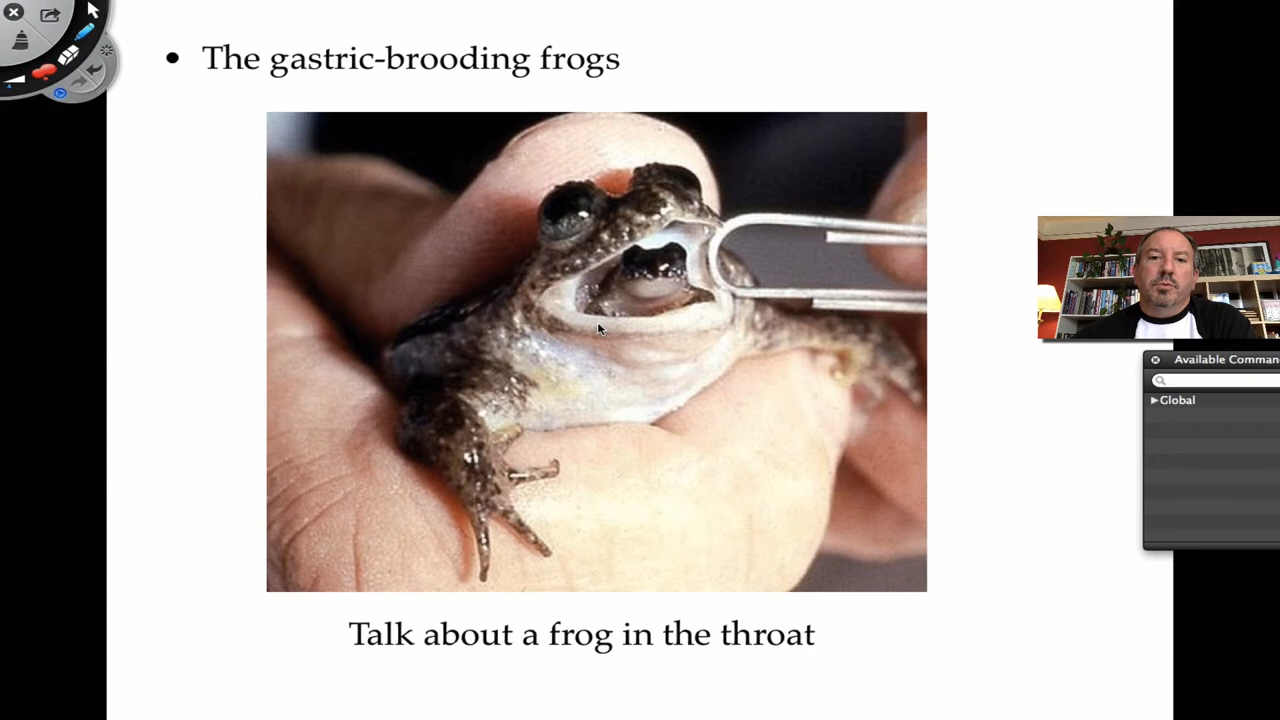 • The gastric-brooding frogs
Talk about a frog in the throat
Available Comman
Global